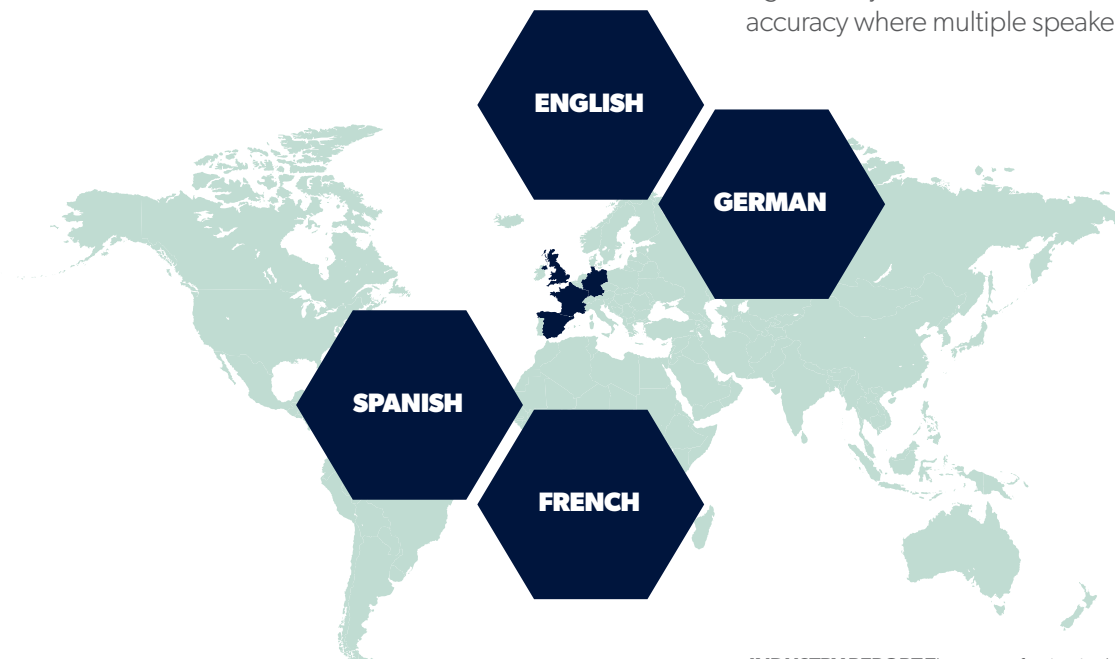 accuracy where multiple speake
ENGLISH
GERMAN
SPANISH
FRENCH